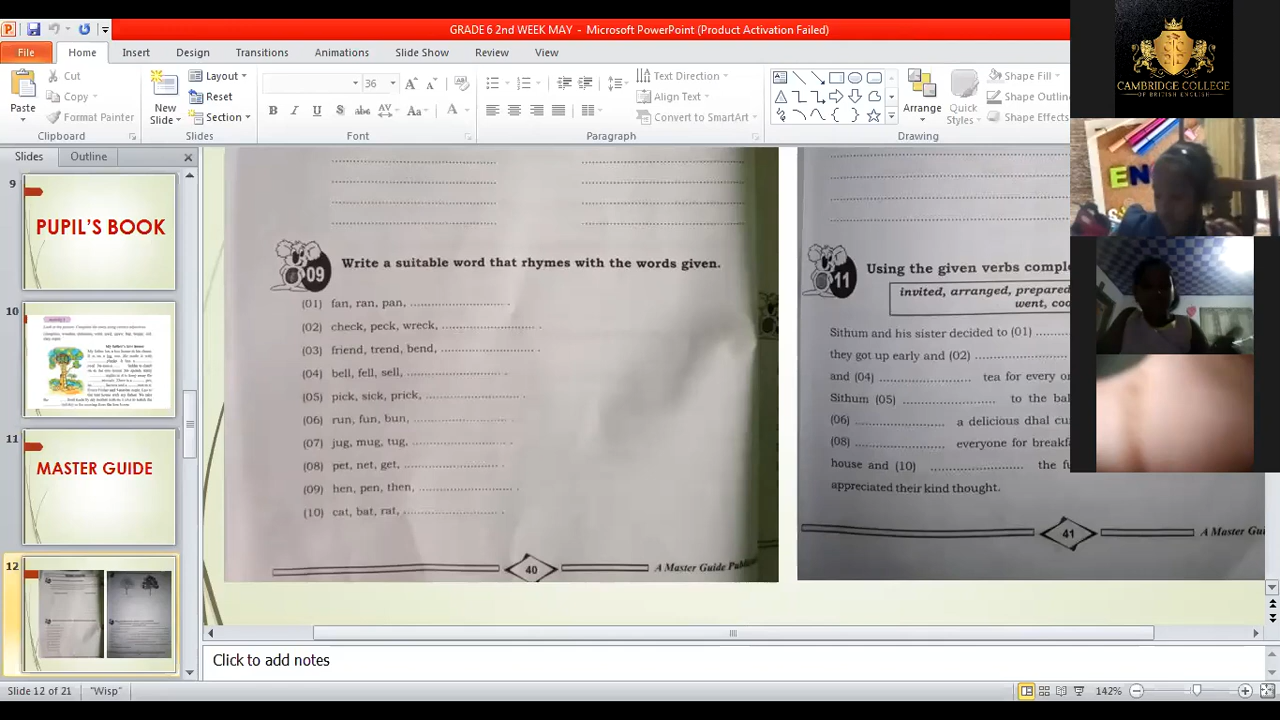 GRADE 6 2nd WEEK MAY - Microsoft PowerPoint (Product Activation Failed)
File Home Insert Design Transitions Animations Slide Show Review View
Paste
Cut
Copy
Format Painter
Clipboard
New Slide
Layout
Reset
Section
Slides
36
Font
Text Direction
Align Text
Convert to SmartArt
Paragraph
Arrange
Quick Styles
Shape Fill
Shape Outline
Shape Effects
Drawing
CAMBRIDGE COLLEGE
OF BRITISH ENGLISH
EN
Slides Outline
9
PUPIL'S BOOK
10
11
MASTER GUIDE
12
09 Write a suitable word that rhymes with the words given.
(01) fan, ran, pan, ..............................
(02) check, peck, wreck, ..............................
(03) friend, trend, bend, ..............................
(04) bell, fell, sell, ..............................
(05) pick, sick, prick, ..............................
(06) run, fun, bun, ..............................
(07) jug, mug, tug, ..............................
(08) pet, net, get, ..............................
(09) hen, pen, then, ..............................
(10) cat, bat, rat, ..............................
40
A Master Guide
11 Using the given verbs
invited, arranged, prepared
went,
Sithum and his sister decided to (01)
they got up early and (02) ..............................
and (04) .............................. tea for every
Sithum (05) .............................. to the
(06) .............................. a delicious dhal
(08) .............................. everyone for
house and (10) .............................. the
appreciated their kind thought.
41
A Master
Click to add notes
Slide 12 of 21 "Wisp" 142%